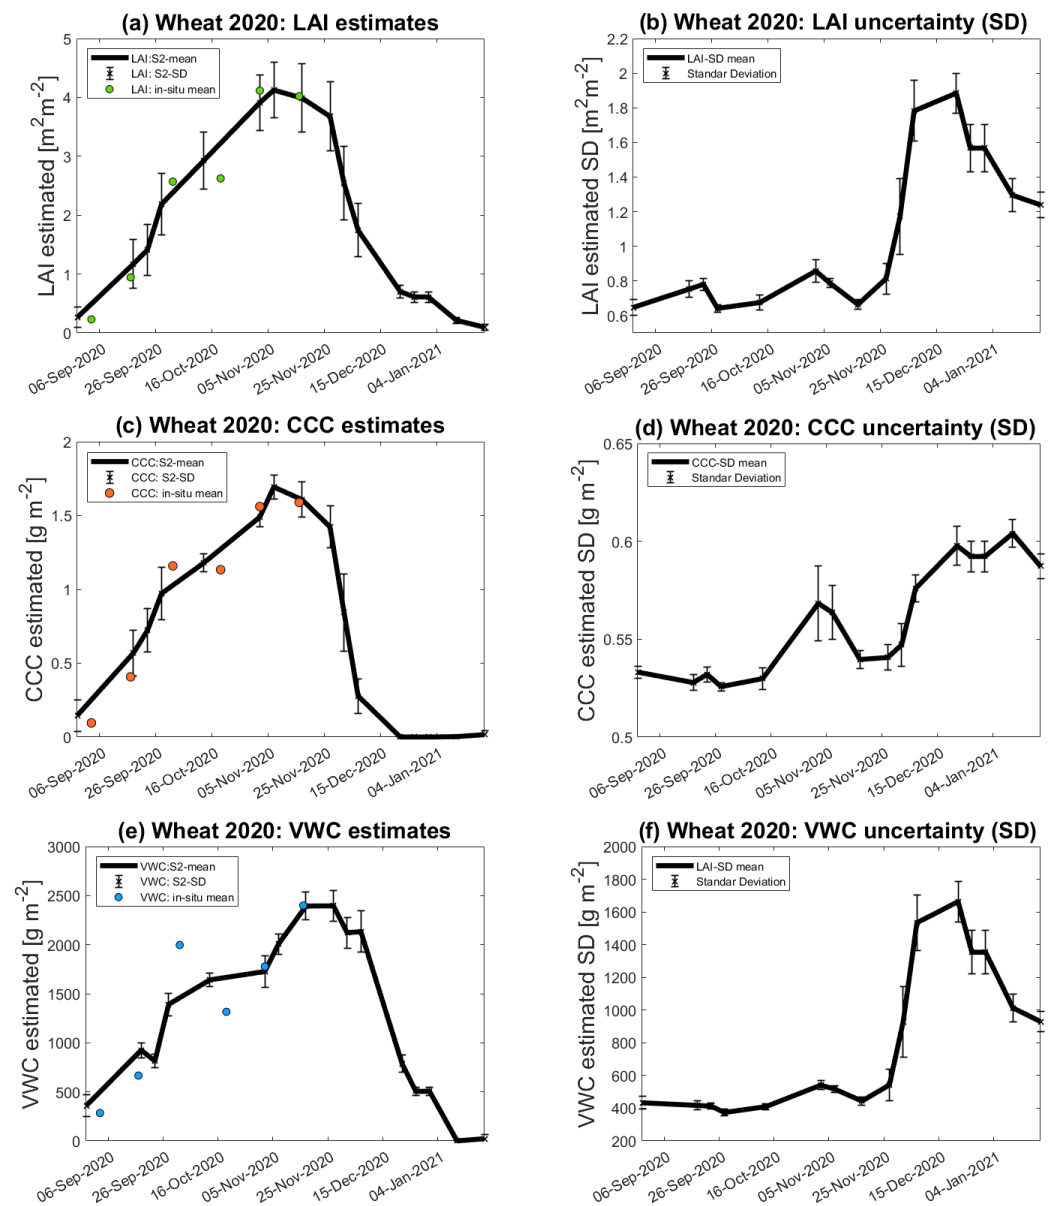 (a) Wheat 2020: LAI estimates
LAI estimated [m²m⁻²]
5
4
3
2
1
0
LAI:S2-mean
LAI: S2-SD
LAI: in-situ mean
06-Sep-2020
26-Sep-2020
16-Oct-2020
05-Nov-2020
25-Nov-2020
15-Dec-2020
04-Jan-2021
(b) Wheat 2020: LAI uncertainty (SD)
LAI estimated SD [m²m⁻²]
2.2
2
1.8
1.6
1.4
1.2
1
0.8
0.6
LAI-SD mean
Standar Deviation
06-Sep-2020
26-Sep-2020
16-Oct-2020
05-Nov-2020
25-Nov-2020
15-Dec-2020
04-Jan-2021
(c) Wheat 2020: CCC estimates
CCC estimated [g m⁻²]
2
1.5
1
0.5
0
CCC:S2-mean
CCC: S2-SD
CCC: in-situ mean
06-Sep-2020
26-Sep-2020
16-Oct-2020
05-Nov-2020
25-Nov-2020
15-Dec-2020
04-Jan-2021
(d) Wheat 2020: CCC uncertainty (SD)
CCC estimated SD [g m⁻²]
0.65
0.6
0.55
0.5
CCC-SD mean
Standar Deviation
06-Sep-2020
26-Sep-2020
16-Oct-2020
05-Nov-2020
25-Nov-2020
15-Dec-2020
04-Jan-2021
(e) Wheat 2020: VWC estimates
VWC estimated [g m⁻²]
3000
2500
2000
1500
1000
500
0
VWC:S2-mean
VWC: S2-SD
VWC: in-situ mean
06-Sep-2020
26-Sep-2020
16-Oct-2020
05-Nov-2020
25-Nov-2020
15-Dec-2020
04-Jan-2021
(f) Wheat 2020: VWC uncertainty (SD)
VWC estimated SD [g m⁻²]
2000
1800
1600
1400
1200
1000
800
600
400
200
LAI-SD mean
Standar Deviation
06-Sep-2020
26-Sep-2020
16-Oct-2020
05-Nov-2020
25-Nov-2020
15-Dec-2020
04-Jan-2021